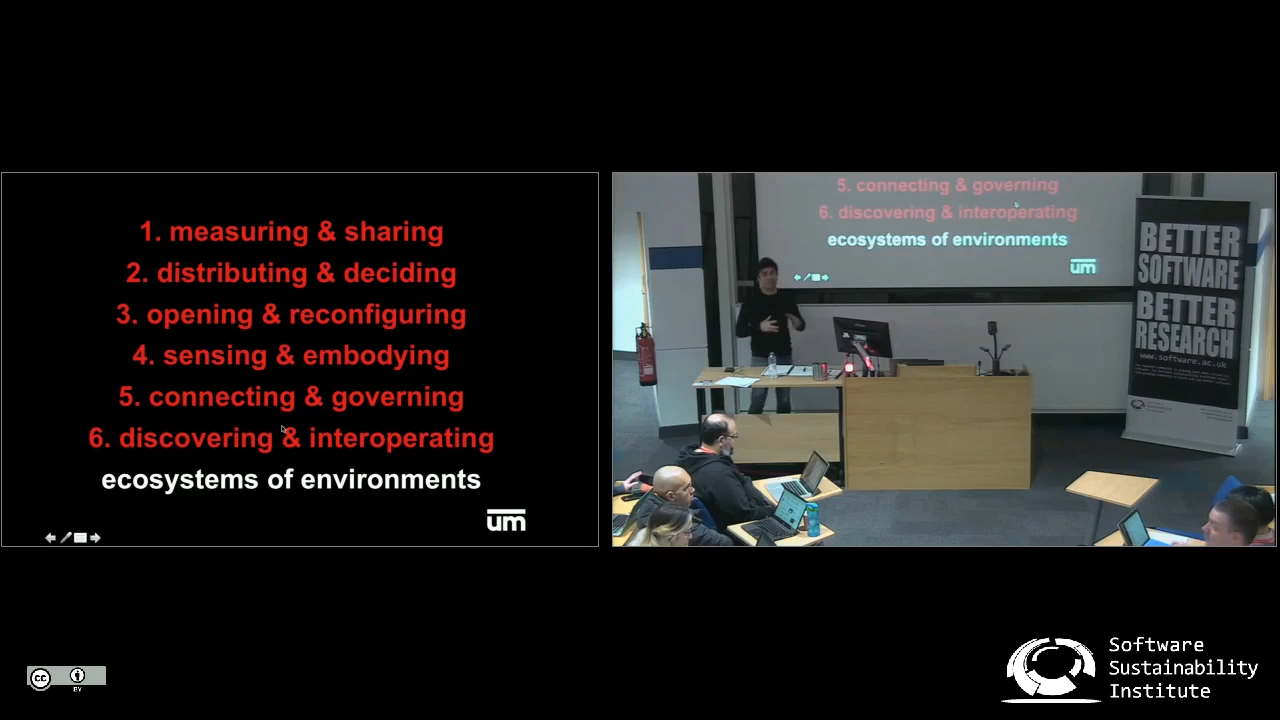 1. measuring & sharing
2. distributing & deciding
3. opening & reconfiguring
4. sensing & embodying
5. connecting & governing
6. discovering & interoperating
ecosystems of environments
um
5. connecting & governing
6. discovering & interoperating
ecosystems of environments
um
BETTER
SOFTWARE
BETTER
RESEARCH
www.software.ac.uk
cc
BY
Software
Sustainability
Institute